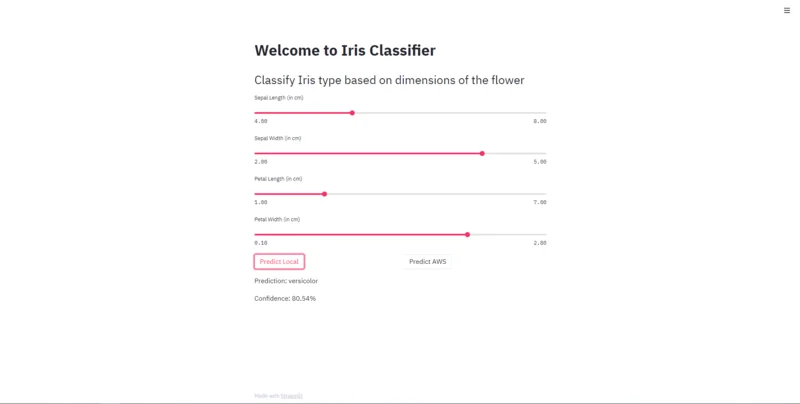 Welcome to Iris Classifier
Classify Iris type based on dimensions of the flower
Sepal Length (in cm)
4.00 8.00
Sepal Width (in cm)
2.00 5.00
Petal Length (in cm)
1.00 7.00
Petal Width (in cm)
0.10 2.80
Predict Local Predict AWS
Prediction: versicolor
Confidence: 80.54%
Made with Streamlit